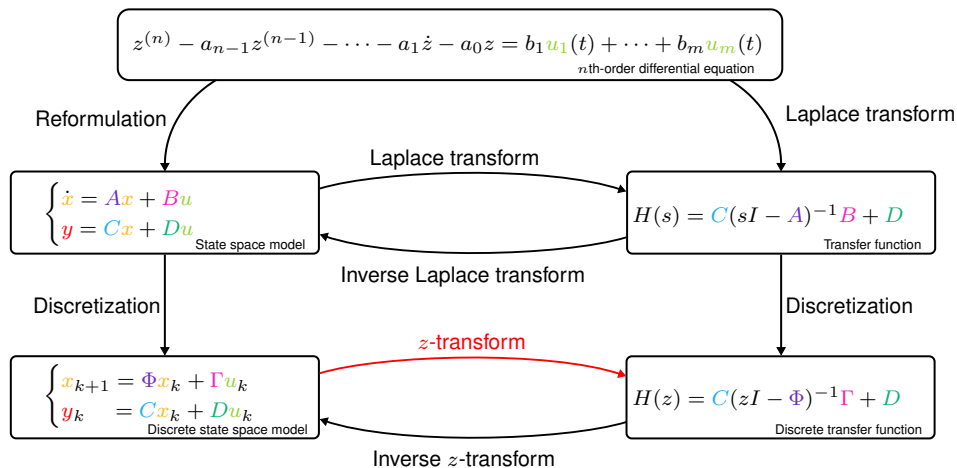 z^{(n)} − a_{n−1}z^{(n−1)} − ⋯ − a_1ż − a_0z = b_1u_1(t) + ⋯ + b_mu_m(t)
nth-order differential equation
Reformulation
Laplace transform
Laplace transform
{ ẋ = Ax + Bu
y = Cx + Du
State space model
H(s) = C(sI − A)^{−1}B + D
Transfer function
Inverse Laplace transform
Discretization
Discretization
z-transform
{ x_{k+1} = Φx_k + Γu_k
y_k = Cx_k + Du_k
Discrete state space model
H(z) = C(zI − Φ)^{−1}Γ + D
Discrete transfer function
Inverse z-transform